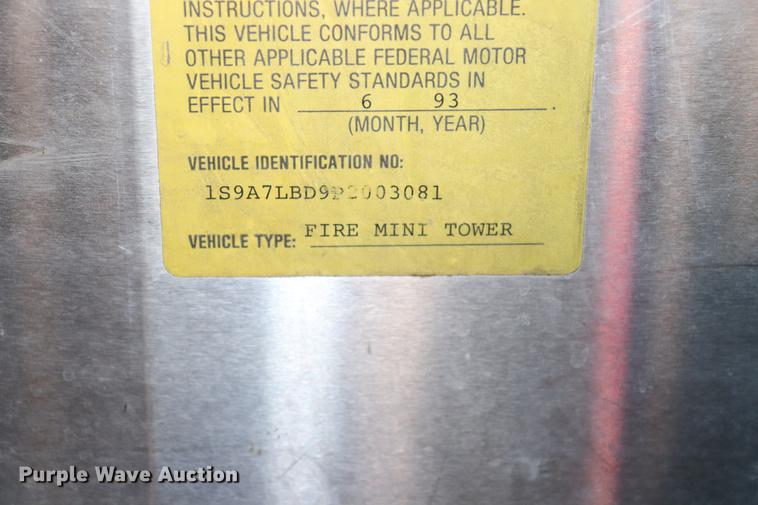 INSTRUCTIONS, WHERE APPLICABLE.
THIS VEHICLE CONFORMS TO ALL
OTHER APPLICABLE FEDERAL MOTOR
VEHICLE SAFETY STANDARDS IN
EFFECT IN 6 93.
(MONTH, YEAR)
VEHICLE IDENTIFICATION NO:
1S9A7LBD9P2003081
VEHICLE TYPE: FIRE MINI TOWER
Purple Wave Auction